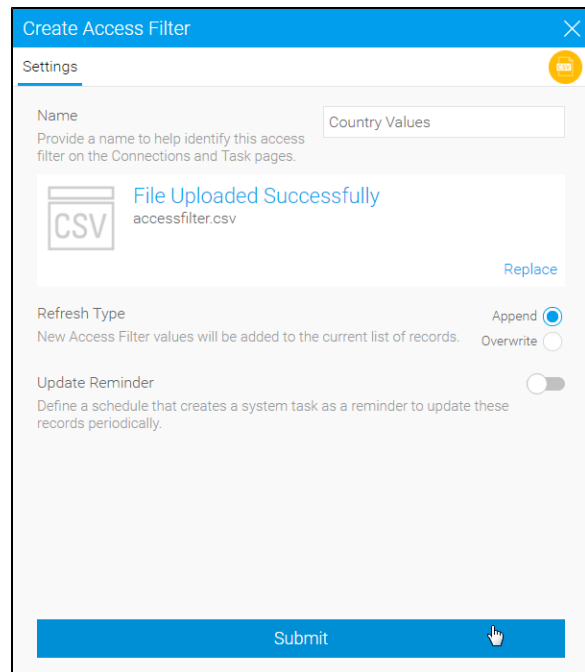 Create Access Filter
Settings
CSV
Name
Country Values
Provide a name to help identify this access
filter on the Connections and Task pages.
CSV
File Uploaded Successfully
accessfilter.csv
Replace
Refresh Type
Append
New Access Filter values will be added to the current list of records.
Overwrite
Update Reminder
Define a schedule that creates a system task as a reminder to update these
records periodically.
Submit